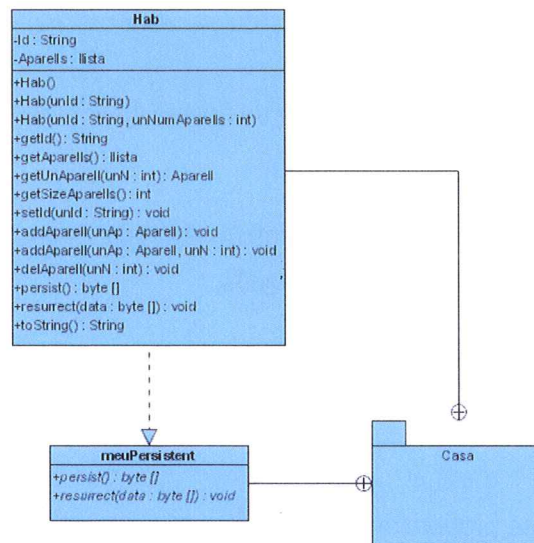 Hab
-Id : String
-Aparells : llista
+Hab()
+Hab(unId : String)
+Hab(unId : String, unNumAparells : int)
+getId() : String
+getAparells() : llista
+getUnAparell(unN : int) : Aparell
+getSizeAparells() : int
+setId(unId : String) : void
+addAparell(unAp : Aparell) : void
+addAparell(unAp : Aparell, unN : int) : void
+delAparell(unN : int) : void
+persist() : byte []
+resurrect(data : byte []) : void
+toString() : String
meuPersistent
+persist() : byte []
+resurrect(data : byte []) : void
Casa